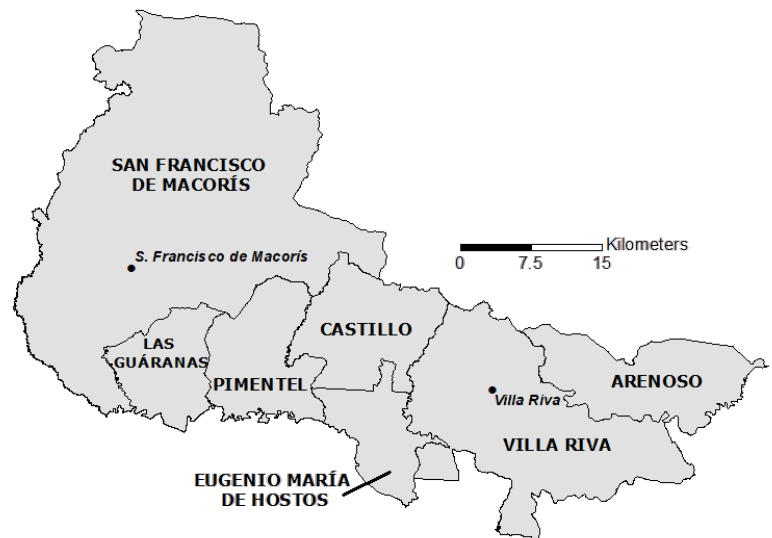 SAN FRANCISCO
DE MACORÍS
S. Francisco de Macorís
Kilometers
0 7.5 15
CASTILLO
LAS
GUÁRANAS
PIMENTEL
ARENOSO
Villa Riva
VILLA RIVA
EUGENIO MARÍA
DE HOSTOS